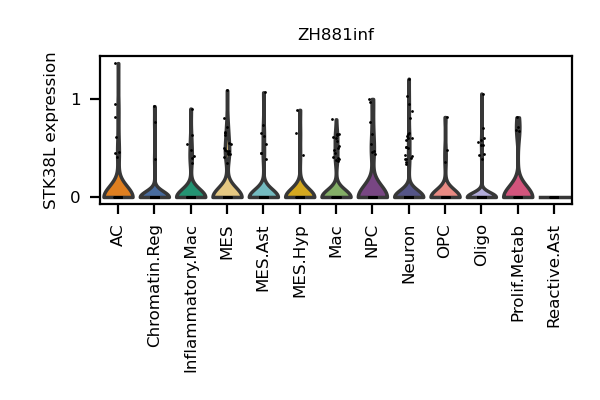 ZH881inf
STK38L expression
1
0
AC
Chromatin.Reg
Inflammatory.Mac
MES
MES.Ast
MES.Hyp
Mac
NPC
Neuron
OPC
Oligo
Prolif.Metab
Reactive.Ast